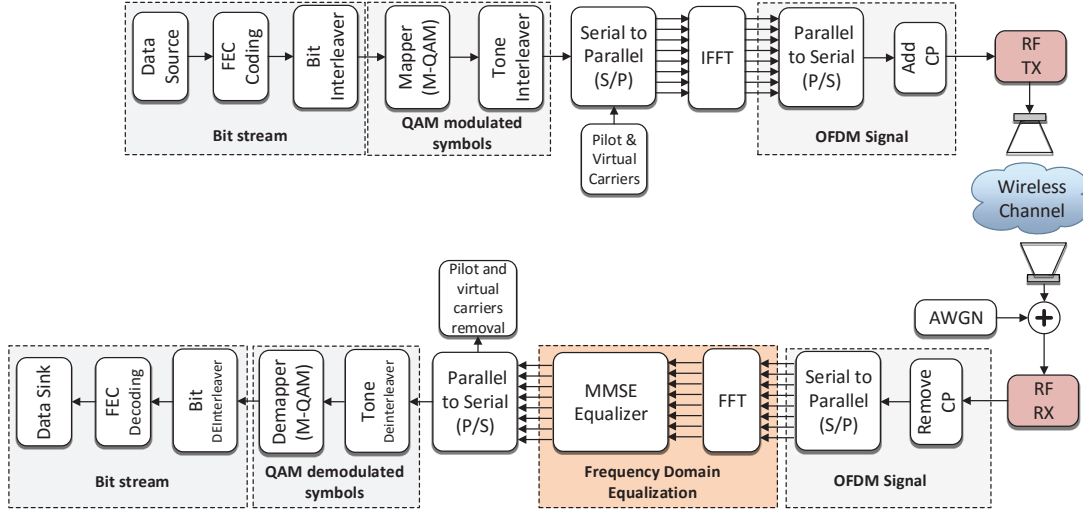 Data
Source
FEC
Coding
Bit
Interleaver
Bit stream
Mapper
(M-QAM)
Tone
Interleaver
QAM modulated
symbols
Serial to
Parallel
(S/P)
Pilot &
Virtual
Carriers
IFFT
Parallel
to Serial
(P/S)
Add
CP
OFDM Signal
RF
TX
Wireless
Channel
AWGN
+
RF
RX
Remove
CP
Serial to
Parallel
(S/P)
OFDM Signal
FFT
MMSE
Equalizer
Frequency Domain
Equalization
Pilot and
virtual
carriers
removal
Parallel
to Serial
(P/S)
Tone
Deinterleaver
Demapper
(M-QAM)
QAM demodulated
symbols
Bit
DEInterleaver
FEC
Decoding
Data Sink
Bit stream